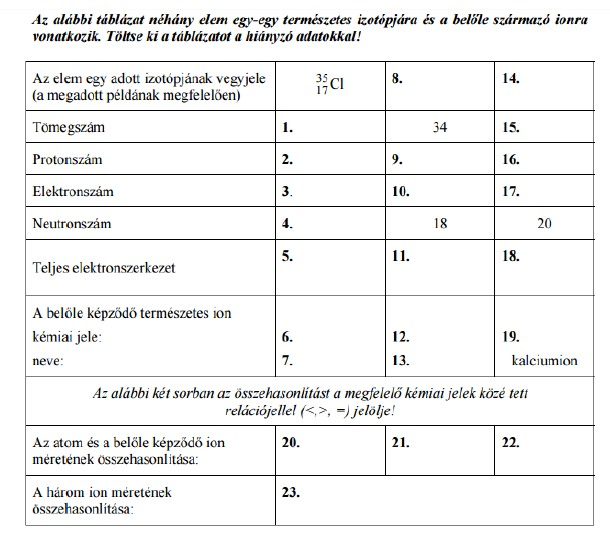 Az alábbi táblázat néhány elem egy-egy természetes izotópjára és a belőle származó ionra
vonatkozik. Töltse ki a táblázatot a hiányzó adatokkal!
Az elem egy adott izotópjának vegyjele
(a megadott példának megfelelően)
³⁵₁₇Cl
8.
14.
Tömegszám 1. 34 15.
Protonszám 2. 9. 16.
Elektronszám 3. 10. 17.
Neutronszám 4. 18 20
Teljes elektronszerkezet 5. 11. 18.
A belőle képződő természetes ion
kémiai jele: 6. 12. 19.
neve: 7. 13. kalciumion
Az alábbi két sorban az összehasonlítást a megfelelő kémiai jelek közé tett
relációjellel (<,>, =) jelölje!
Az atom és a belőle képződő ion
méretének összehasonlítása:
20. 21. 22.
A három ion méretének
összehasonlítása:
23.